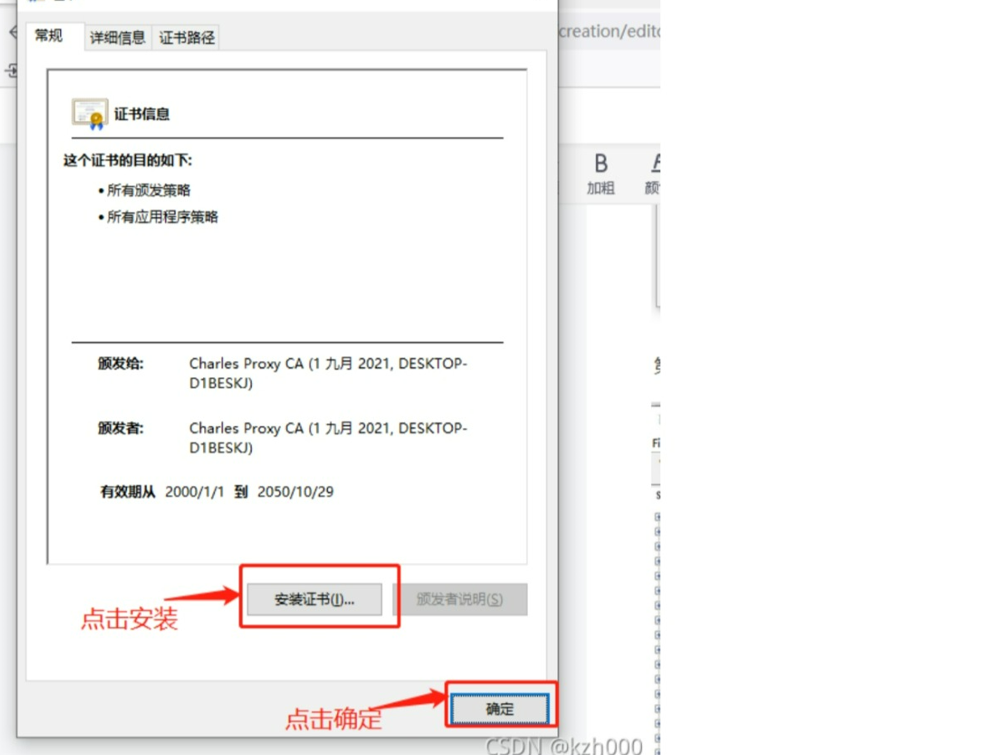 常规 详细信息 证书路径
creation/edit
证书信息
这个证书的目的如下:
•所有颁发策略
•所有应用程序策略
B
加粗
颁发给: Charles Proxy CA (1 九月 2021, DESKTOP-
D1BESKJ)
颁发者: Charles Proxy CA (1 九月 2021, DESKTOP-
D1BESKJ)
有效期从 2000/1/1 到 2050/10/29
安装证书(I)... 颁发者说明(S)
点击安装
点击确定 确定
CSDN @kzh000